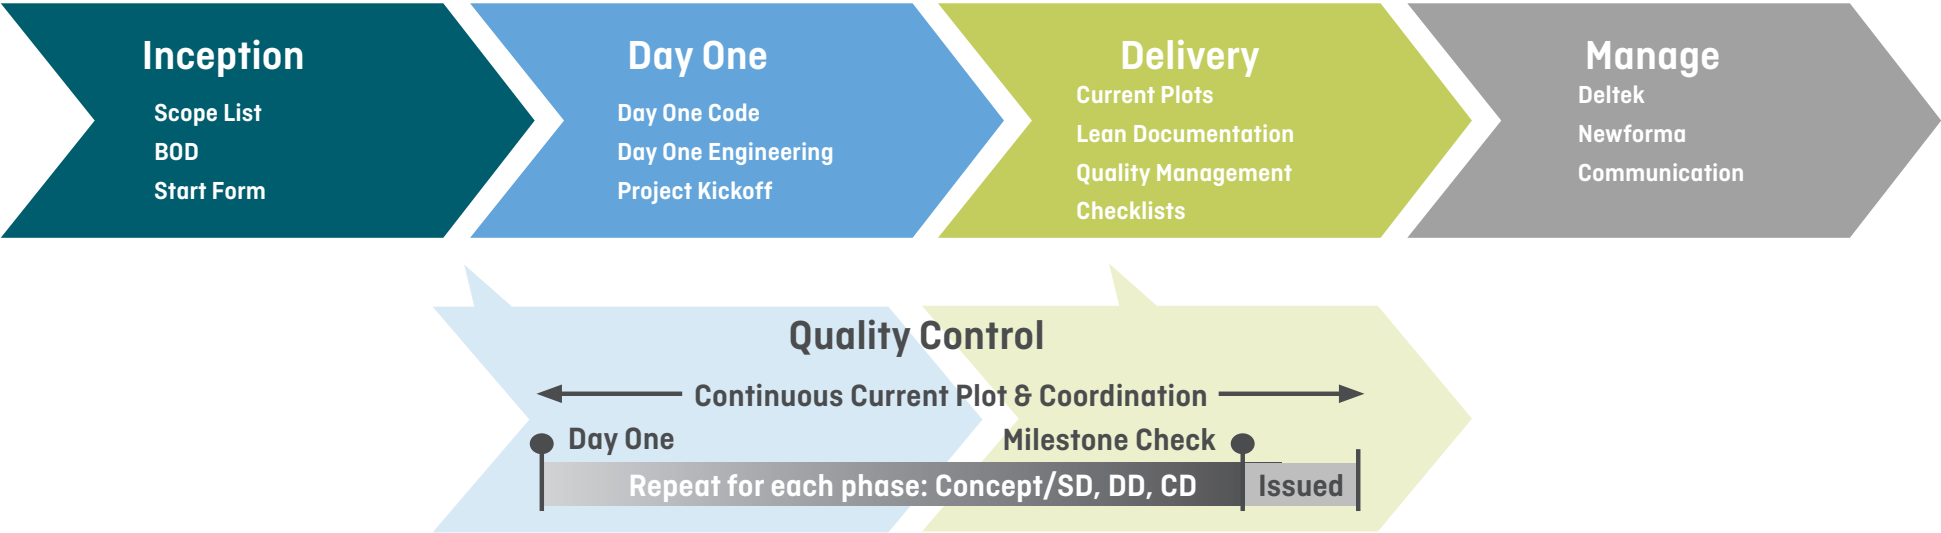 Inception
Scope List
BOD
Start Form
Day One
Day One Code
Day One Engineering
Project Kickoff
Delivery
Current Plots
Lean Documentation
Quality Management
Checklists
Manage
Deltek
Newforma
Communication
Quality Control
Continuous Current Plot & Coordination
Day One
Milestone Check
Repeat for each phase: Concept/SD, DD, CD
Issued